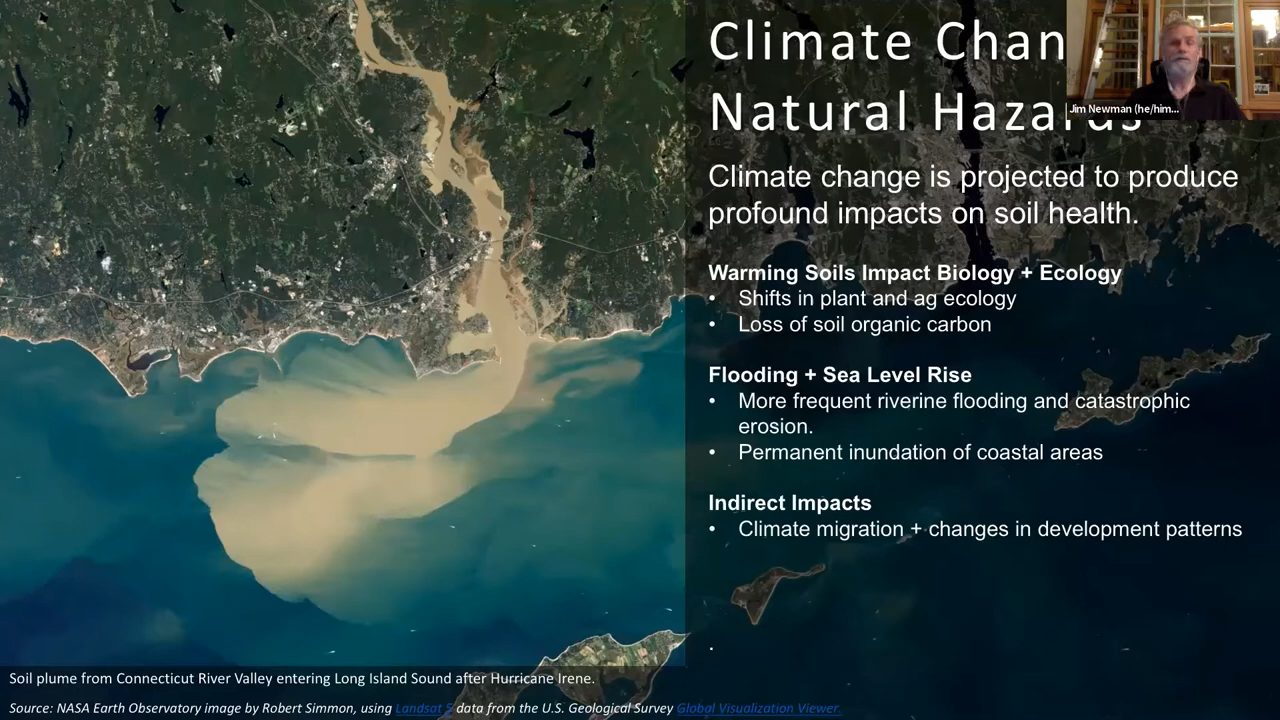 Climate Chan
Natural Hazards
Jim Newman (he/him...
Climate change is projected to produce
profound impacts on soil health.
Warming Soils Impact Biology + Ecology
• Shifts in plant and ag ecology
• Loss of soil organic carbon
Flooding + Sea Level Rise
• More frequent riverine flooding and catastrophic
erosion.
• Permanent inundation of coastal areas
Indirect Impacts
• Climate migration + changes in development patterns
.
Soil plume from Connecticut River Valley entering Long Island Sound after Hurricane Irene.
Source: NASA Earth Observatory image by Robert Simmon, using Landsat 5 data from the U.S. Geological Survey Global Visualization Viewer.